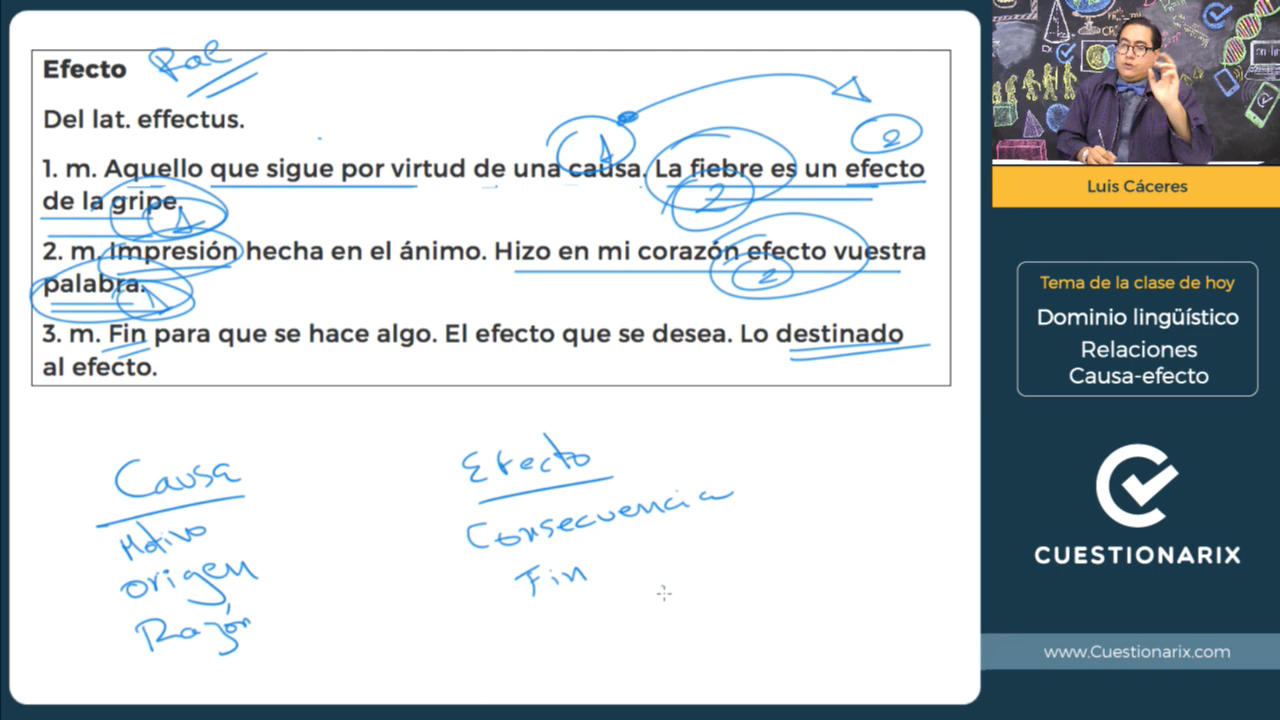 Efecto Rae
Del lat. effectus.
1. m. Aquello que sigue por virtud de una causa. La fiebre es un efecto
de la gripe.
2. m. Impresión hecha en el ánimo. Hizo en mi corazón efecto vuestra
palabra.
3. m. Fin para que se hace algo. El efecto que se desea. Lo destinado
al efecto.
1
2
2
1
2
1
Causa
Motivo
origen
Razón
Efecto
Consecuencia
Fin
Luis Cáceres
Tema de la clase de hoy
Dominio lingüístico
Relaciones
Causa-efecto
CUESTIONARIX
www.Cuestionarix.com